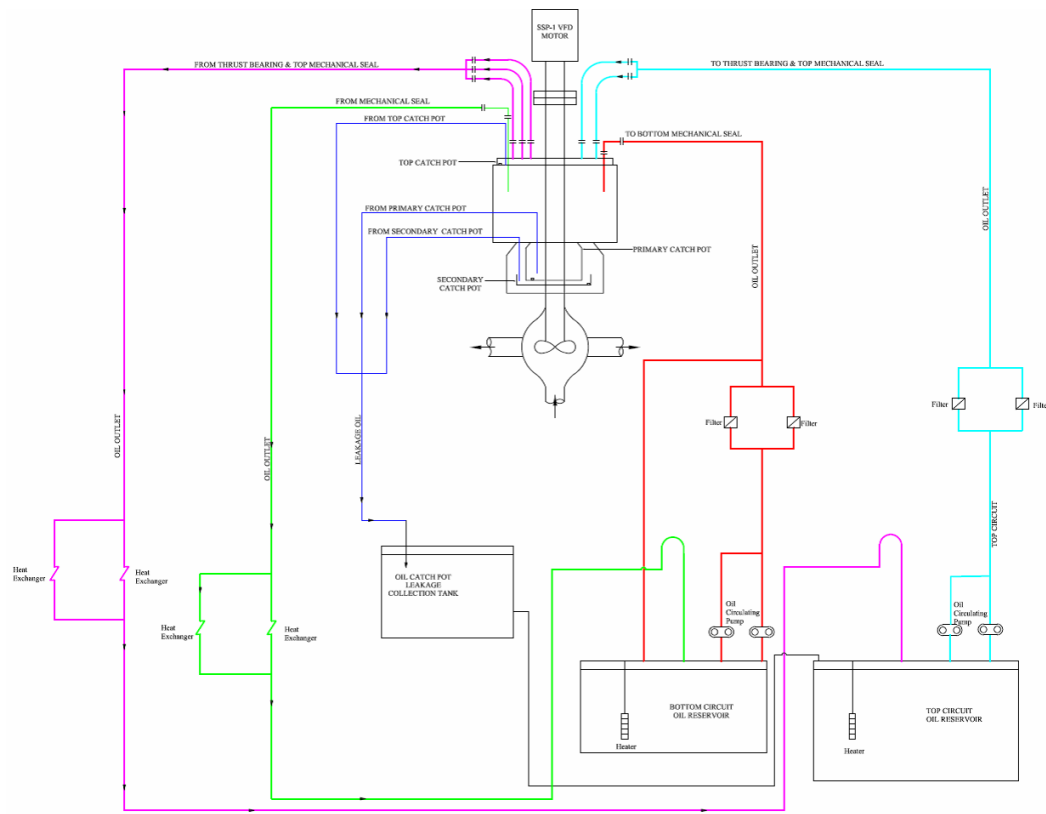 SSP-1 VFD
MOTOR
FROM THRUST BEARING & TOP MECHANICAL SEAL
TO THRUST BEARING & TOP MECHANICAL SEAL
FROM MECHANICAL SEAL
FROM TOP CATCH POT
TO BOTTOM MECHANICAL SEAL
TOP CATCH POT
FROM PRIMARY CATCH POT
FROM SECONDARY CATCH POT
PRIMARY CATCH POT
SECONDARY
CATCH POT
OIL OUTLET
OIL OUTLET
Filter
Filter
Filter
Filter
OIL OUTLET
OIL OUTLET
LEAKAGE OIL
TOP CIRCUIT
Heat
Exchanger
Heat
Exchanger
Heat
Exchanger
Heat
Exchanger
OIL CATCH POT
LEAKAGE
COLLECTION TANK
Oil
Circulating
Pump
Oil
Circulating
Pump
BOTTOM CIRCUIT
OIL RESERVOIR
TOP CIRCUIT
OIL RESERVOIR
Heater
Heater